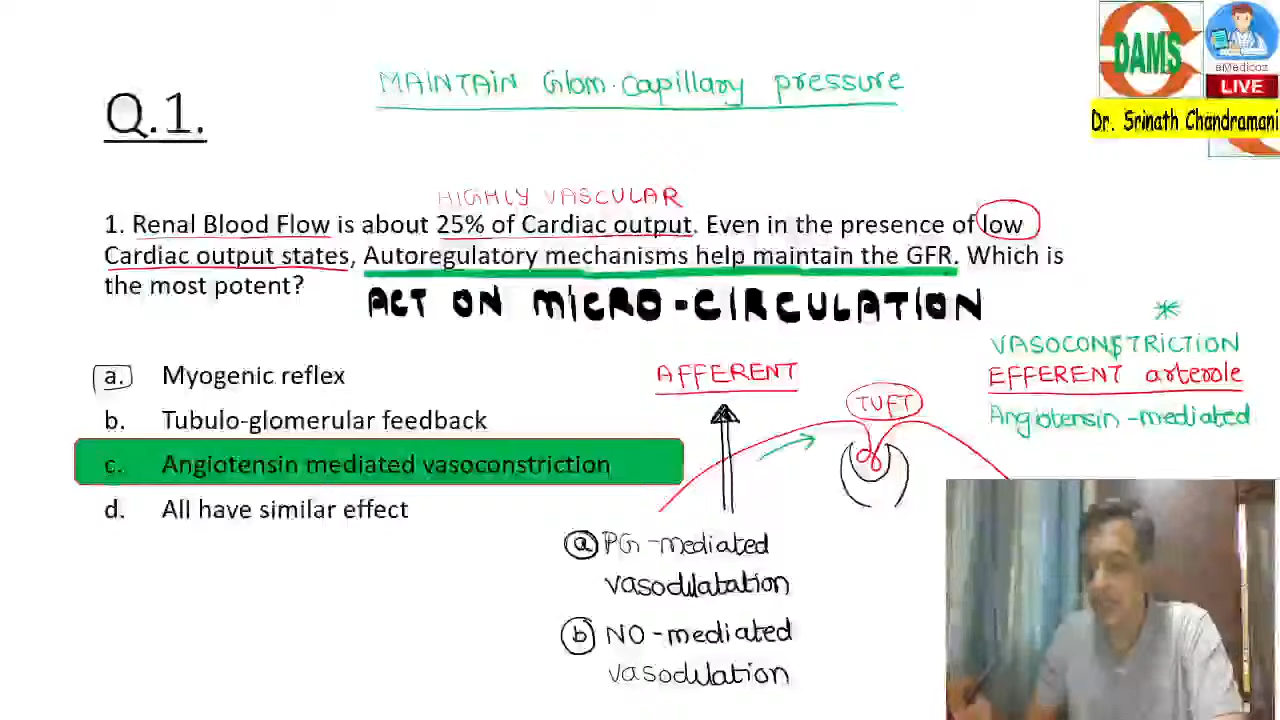 MAINTAIN Glom. Capillary pressure
DAMS
eMedicoz
LIVE
Dr. Srinath Chandramani
Q.1.
HIGHLY VASCULAR
1. Renal Blood Flow is about 25% of Cardiac output. Even in the presence of low
Cardiac output states, Autoregulatory mechanisms help maintain the GFR. Which is
the most potent?
ACT ON MICRO-CIRCULATION
*
VASOCONSTRICTION
EFFERENT arterole
Angiotensin-mediated
AFFERENT
TUFT
a. Myogenic reflex
b. Tubulo-glomerular feedback
c. Angiotensin mediated vasoconstriction
d. All have similar effect
a PG-mediated
vasodilatation
b NO-mediated
vasodilation